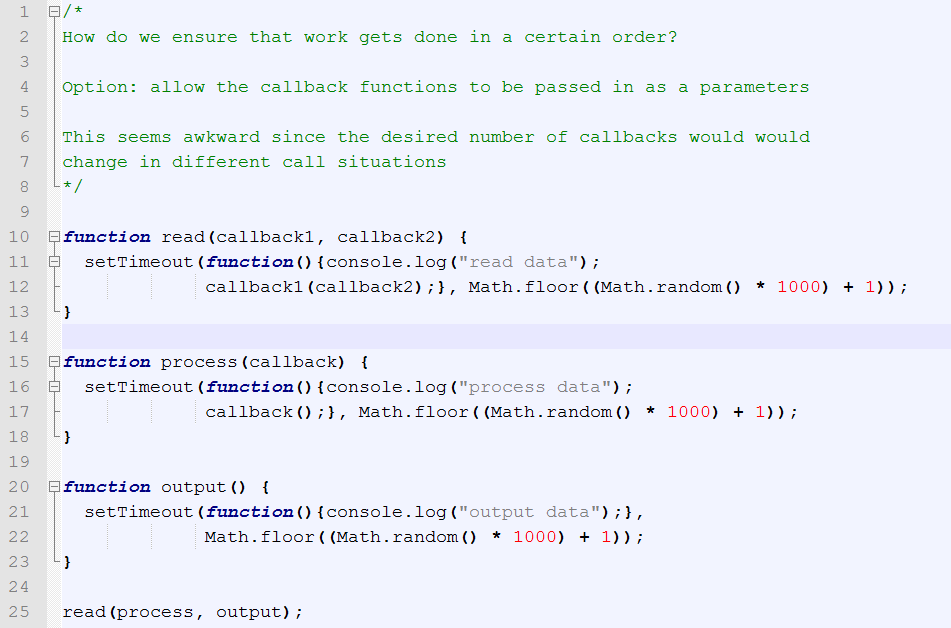 1 /*
2 How do we ensure that work gets done in a certain order?
3
4 Option: allow the callback functions to be passed in as a parameters
5
6 This seems awkward since the desired number of callbacks would would
7 change in different call situations
8 */
9
10 function read(callback1, callback2) {
11   setTimeout(function(){console.log("read data");
12              callback1(callback2);}, Math.floor((Math.random() * 1000) + 1));
13 }
14
15 function process(callback) {
16   setTimeout(function(){console.log("process data");
17              callback();}, Math.floor((Math.random() * 1000) + 1));
18 }
19
20 function output() {
21   setTimeout(function(){console.log("output data");},
22              Math.floor((Math.random() * 1000) + 1));
23 }
24
25 read(process, output);